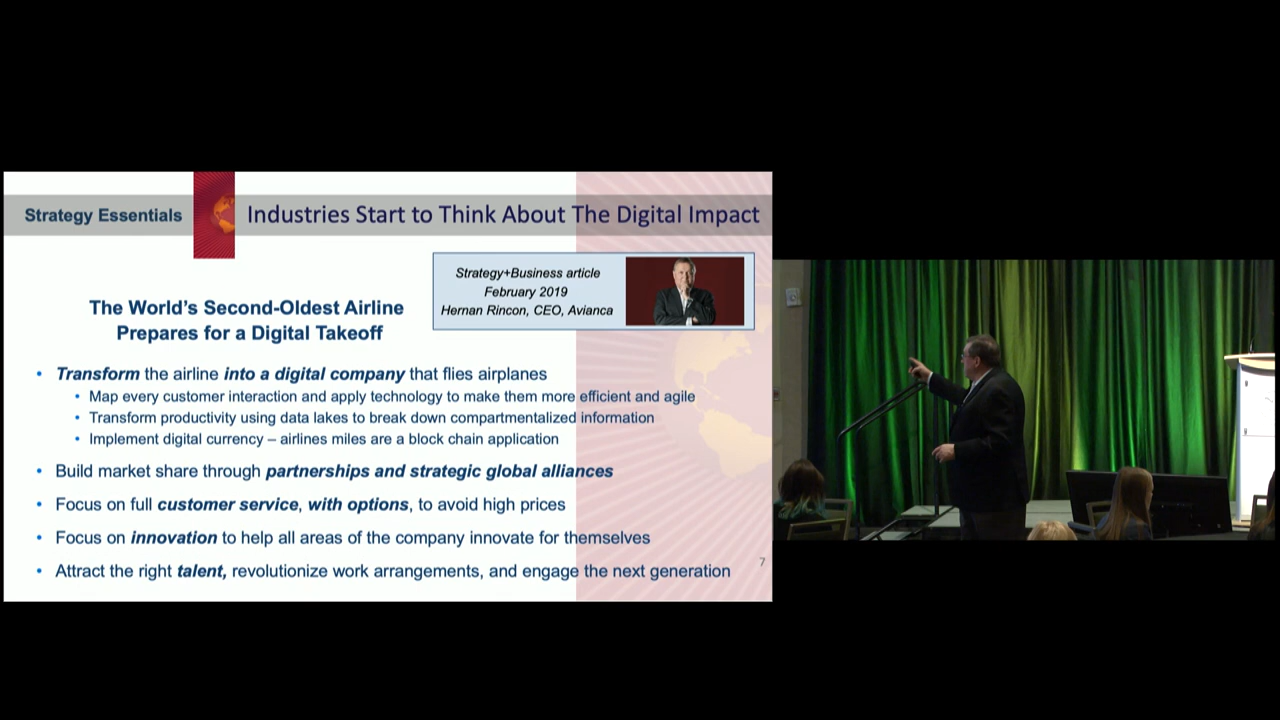 Strategy Essentials
Industries Start to Think About The Digital Impact
Strategy+Business article
February 2019
Hernan Rincon, CEO, Avianca
The World's Second-Oldest Airline
Prepares for a Digital Takeoff
• Transform the airline into a digital company that flies airplanes
• Map every customer interaction and apply technology to make them more efficient and agile
• Transform productivity using data lakes to break down compartmentalized information
• Implement digital currency – airlines miles are a block chain application
• Build market share through partnerships and strategic global alliances
• Focus on full customer service, with options, to avoid high prices
• Focus on innovation to help all areas of the company innovate for themselves
• Attract the right talent, revolutionize work arrangements, and engage the next generation
7